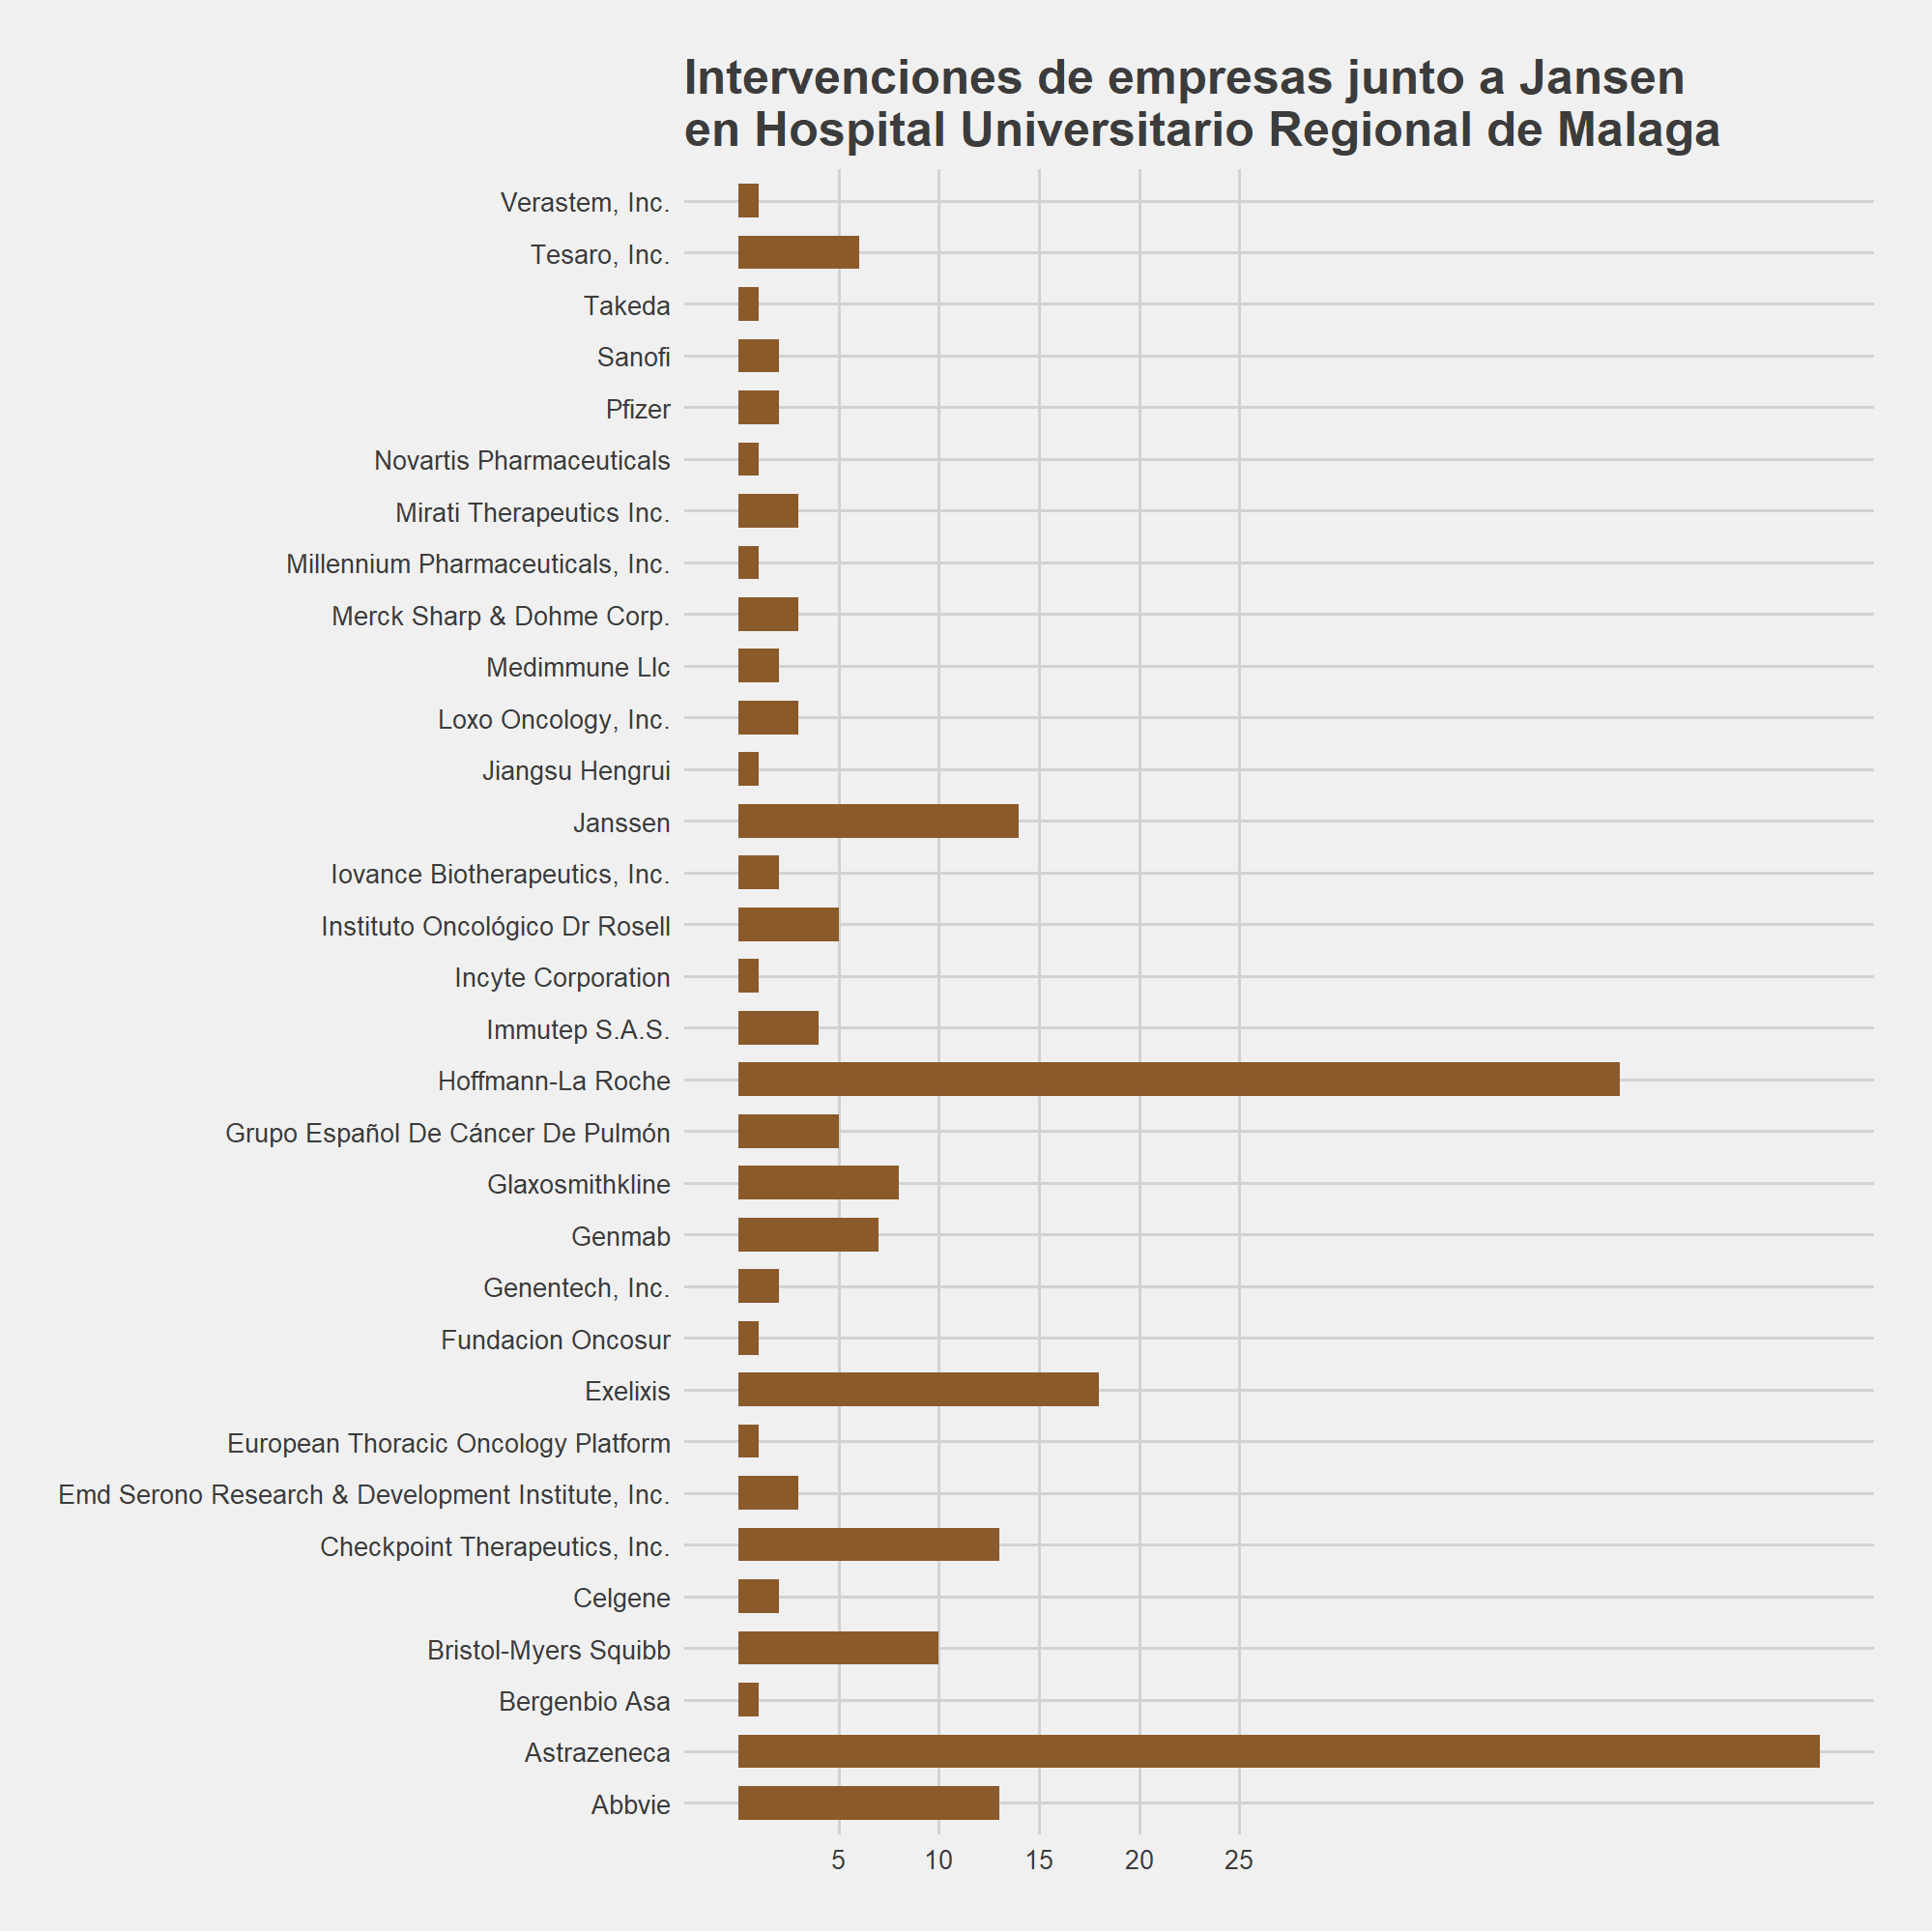 Intervenciones de empresas junto a Jansen
en Hospital Universitario Regional de Malaga
Verastem, Inc.
Tesaro, Inc.
Takeda
Sanofi
Pfizer
Novartis Pharmaceuticals
Mirati Therapeutics Inc.
Millennium Pharmaceuticals, Inc.
Merck Sharp & Dohme Corp.
Medimmune Llc
Loxo Oncology, Inc.
Jiangsu Hengrui
Janssen
Iovance Biotherapeutics, Inc.
Instituto Oncológico Dr Rosell
Incyte Corporation
Immutep S.A.S.
Hoffmann-La Roche
Grupo Español De Cáncer De Pulmón
Glaxosmithkline
Genmab
Genentech, Inc.
Fundacion Oncosur
Exelixis
European Thoracic Oncology Platform
Emd Serono Research & Development Institute, Inc.
Checkpoint Therapeutics, Inc.
Celgene
Bristol-Myers Squibb
Bergenbio Asa
Astrazeneca
Abbvie
5 10 15 20 25